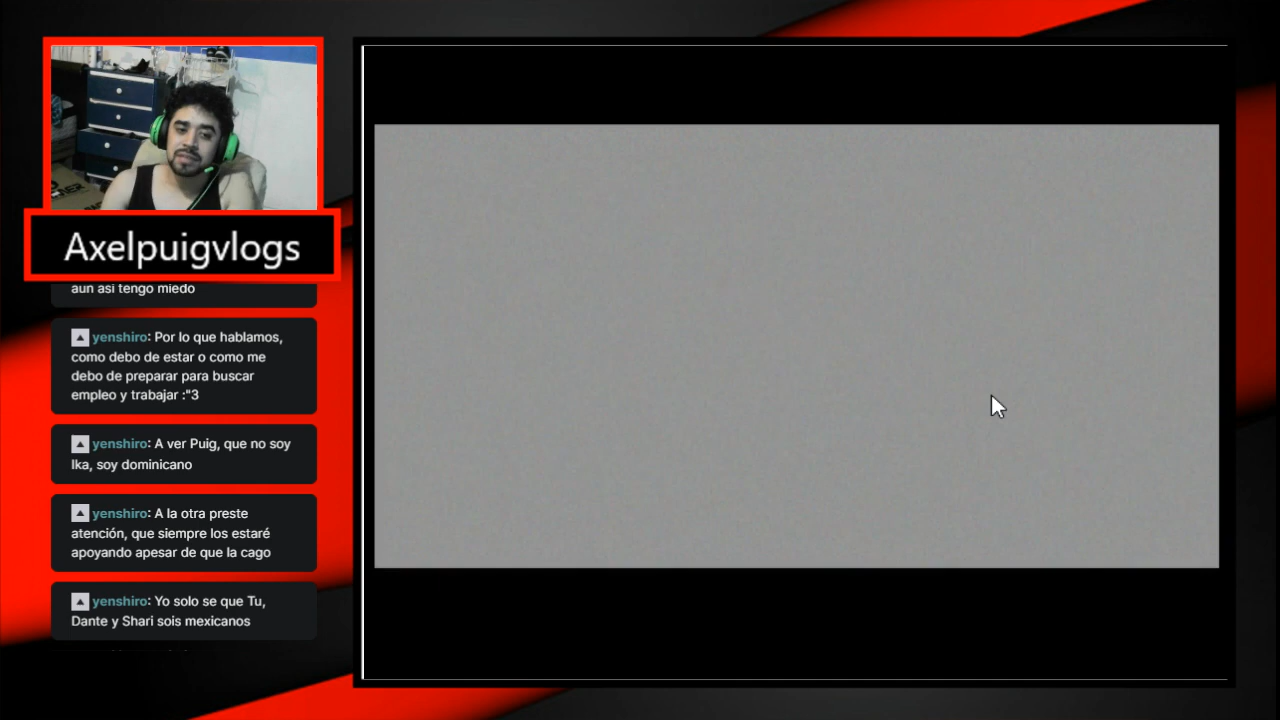 Axelpuigvlogs
aun asi tengo miedo
yenshiro: Por lo que hablamos,
como debo de estar o como me
debo de preparar para buscar
empleo y trabajar :"3
yenshiro: A ver Puig, que no soy
Ika, soy dominicano
yenshiro: A la otra preste
atención, que siempre los estaré
apoyando apesar de que la cago
yenshiro: Yo solo se que Tu,
Dante y Shari sois mexicanos